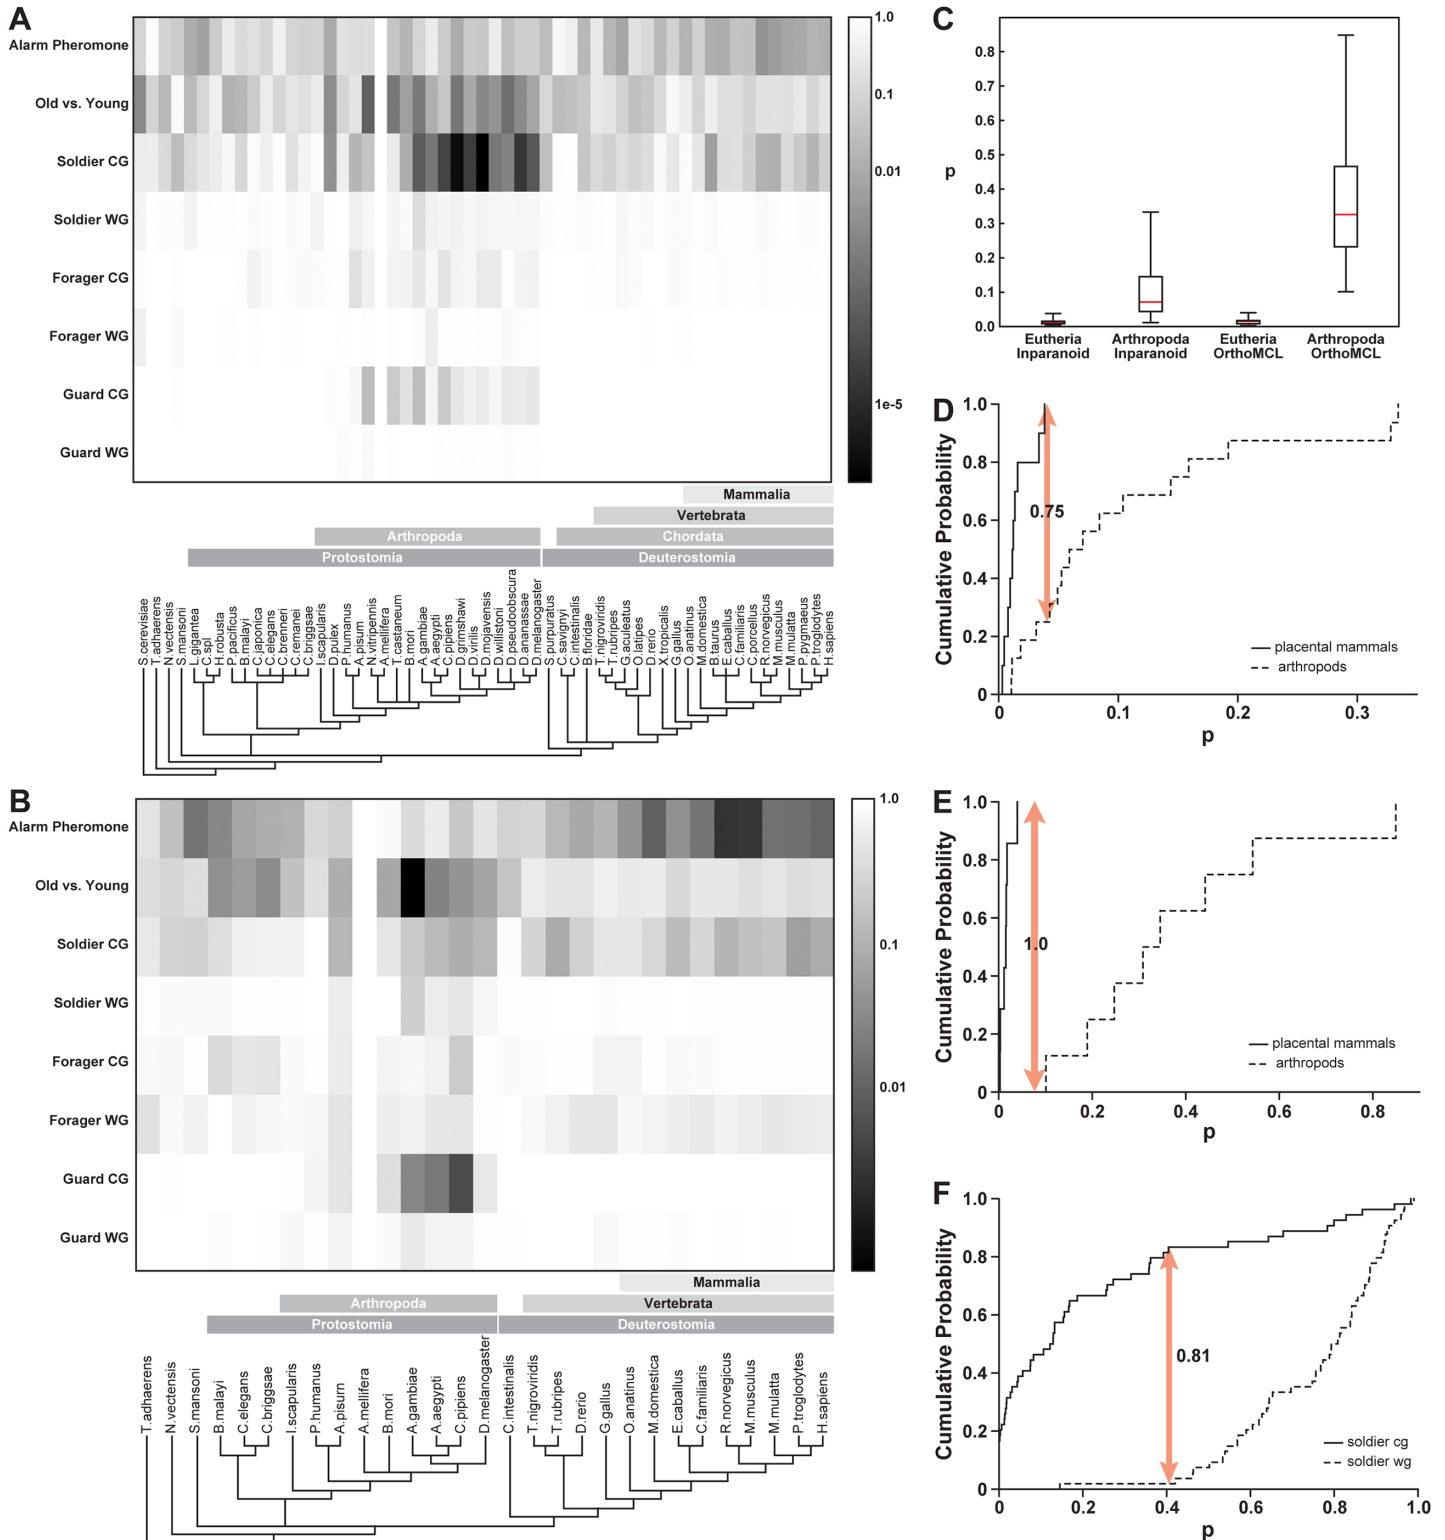 A
Alarm Pheromone
Old vs. Young
Soldier CG
Soldier WG
Forager CG
Forager WG
Guard CG
Guard WG
1.0
0.1
0.01
1e-5
Mammalia
Vertebrata
Arthropoda
Chordata
Protostomia
Deuterostomia
S.cerevisiae
T.adhaerens
N.vectensis
S.mansoni
L.gigantea
C.spI
H.robusta
P.pacificus
B.malayi
C.japonica
C.elegans
C.brenneri
C.remanei
C.briggsae
I.scapularis
D.pulex
P.humanus
A.pisum
N.vitripennis
A.mellifera
T.castaneum
B.mori
A.gambiae
A.aegypti
C.pipiens
D.grimshawi
D.virilis
D.mojavensis
D.willistoni
D.pseudoobscura
D.ananassae
D.melanogaster
S.purpuratus
C.savignyi
C.intestinalis
B.floridae
T.nigroviridis
T.rubripes
G.aculeatus
O.latipes
D.rerio
X.tropicalis
G.gallus
O.anatinus
M.domestica
B.taurus
E.caballus
C.familiaris
C.porcellus
R.norvegicus
M.musculus
M.mulatta
P.pygmaeus
P.troglodytes
H.sapiens
B
Alarm Pheromone
Old vs. Young
Soldier CG
Soldier WG
Forager CG
Forager WG
Guard CG
Guard WG
1.0
0.1
0.01
Mammalia
Arthropoda
Vertebrata
Protostomia
Deuterostomia
T.adhaerens
N.vectensis
S.mansoni
B.malayi
C.elegans
C.briggsae
I.scapularis
P.humanus
A.pisum
A.mellifera
B.mori
A.gambiae
A.aegypti
C.pipiens
D.melanogaster
C.intestinalis
T.nigroviridis
T.rubripes
D.rerio
G.gallus
O.anatinus
M.domestica
E.caballus
C.familiaris
R.norvegicus
M.musculus
M.mulatta
P.troglodytes
H.sapiens
C
p
0.8
0.7
0.6
0.5
0.4
0.3
0.2
0.1
0.0
Eutheria Inparanoid
Arthropoda Inparanoid
Eutheria OrthoMCL
Arthropoda OrthoMCL
D
Cumulative Probability
1.0
0.8
0.6
0.4
0.2
0
0.75
placental mammals
arthropods
0 0.1 0.2 0.3
p
E
Cumulative Probability
1.0
0.8
0.6
0.4
0.2
0
1.0
placental mammals
arthropods
0 0.2 0.4 0.6 0.8
p
F
Cumulative Probability
1.0
0.8
0.6
0.4
0.2
0
0.81
soldier cg
soldier wg
0 0.2 0.4 0.6 0.8 1.0
p